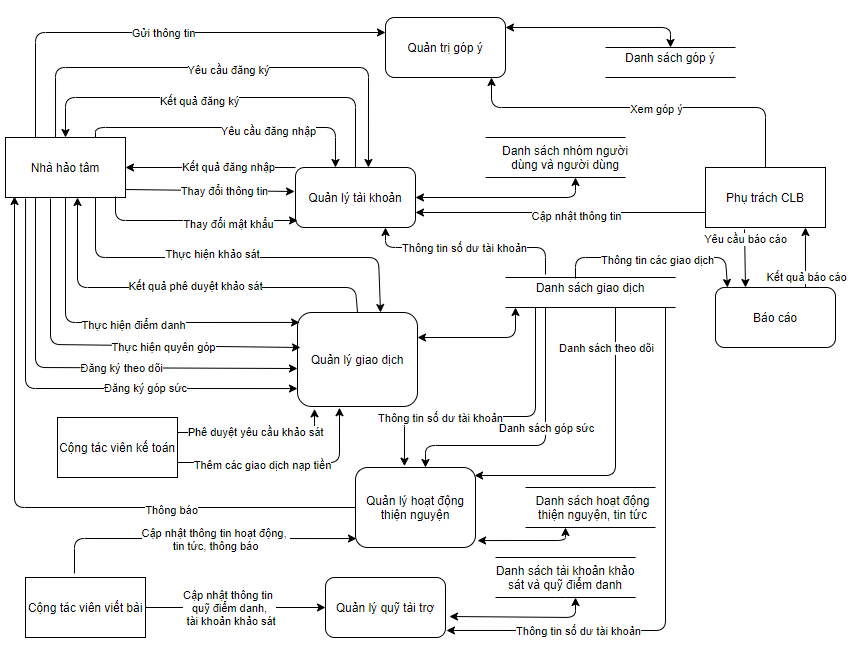 Gửi thông tin
Quản trị góp ý
Danh sách góp ý
Yêu cầu đăng ký
Kết quả đăng ký
Xem góp ý
Yêu cầu đăng nhập
Danh sách nhóm người
dùng và người dùng
Nhà hảo tâm
Kết quả đăng nhập
Thay đổi thông tin
Quản lý tài khoản
Phụ trách CLB
Thay đổi mật khẩu
Cập nhật thông tin
Yêu cầu báo cáo
Thông tin số dư tài khoản
Thực hiện khảo sát
Thông tin các giao dịch
Kết quả báo cáo
Kết quả phê duyệt khảo sát
Danh sách giao dịch
Báo cáo
Thực hiện điểm danh
Thực hiện quyên góp
Danh sách theo dõi
Quản lý giao dịch
Đăng ký theo dõi
Đăng ký góp sức
Thông tin số dư tài khoản
Danh sách góp sức
Phê duyệt yêu cầu khảo sát
Cộng tác viên kế toán
Thêm các giao dịch nạp tiền
Quản lý hoạt động
thiện nguyện
Danh sách hoạt động
thiện nguyện, tin tức
Thông báo
Cập nhật thông tin hoạt động,
tin tức, thông báo
Danh sách tài khoản khảo
sát và quỹ điểm danh
Cộng tác viên viết bài
Cập nhật thông tin
quỹ điểm danh,
tài khoản khảo sát
Quản lý quỹ tài trợ
Thông tin số dư tài khoản